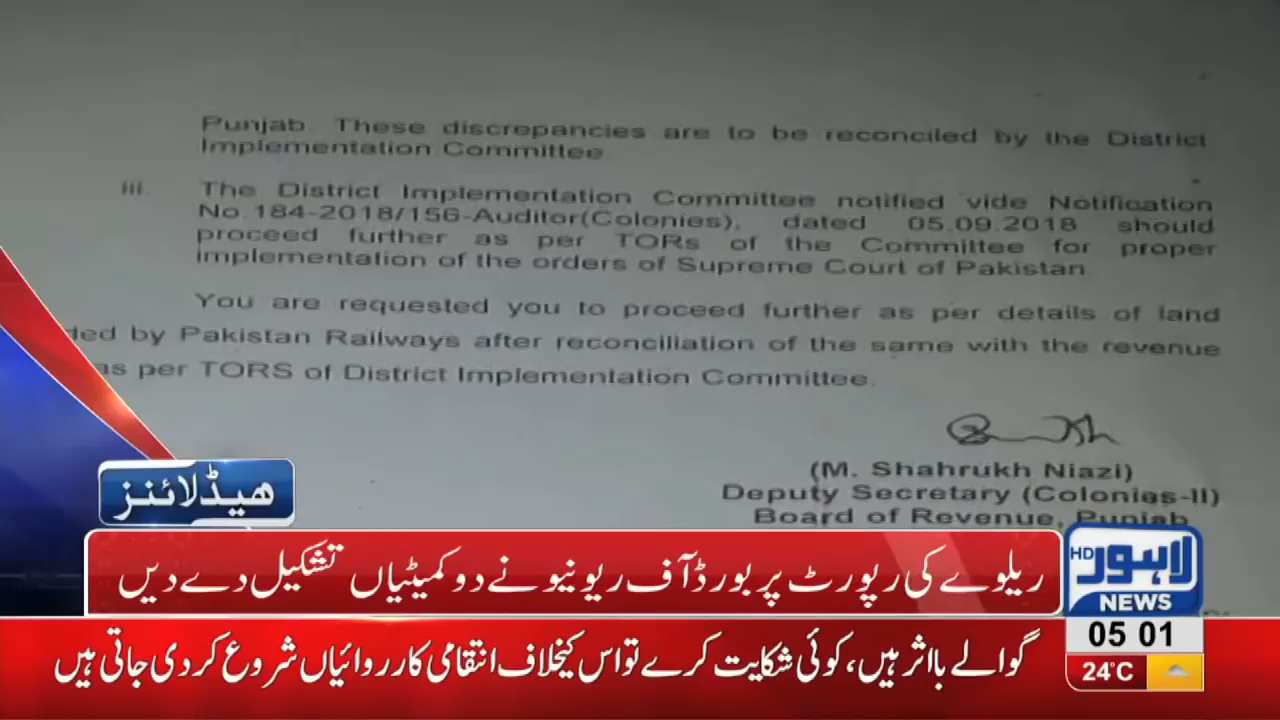 Punjab. These discrepancies are to be reconciled by the District
Implementation Committee.
iii. The District Implementation Committee notified vide Notification
No.184-2018/156-Auditor(Colonies), dated 05.09.2018 should
proceed further as per TORs of the Committee for proper
implementation of the orders of Supreme Court of Pakistan
You are requested you to proceed further as per details of land
ded by Pakistan Railways after reconciliation of the same with the revenue
as per TORS of District Implementation Committee.
(M. Shahrukh Niazi)
Deputy Secretary (Colonies-II)
Board of Revenue, Punjab
ہیڈلائنز
ریلوے کی رپورٹ پر بورڈ آف ریونیو نے دو کمیٹیاں تشکیل دے دیں
HD لاہور
NEWS
05 01
گوالے بااثر ہیں، کوئی شکایت کرے تو اس کیخلاف انتقامی کارروائیاں شروع کر دی جاتی ہیں
24°C